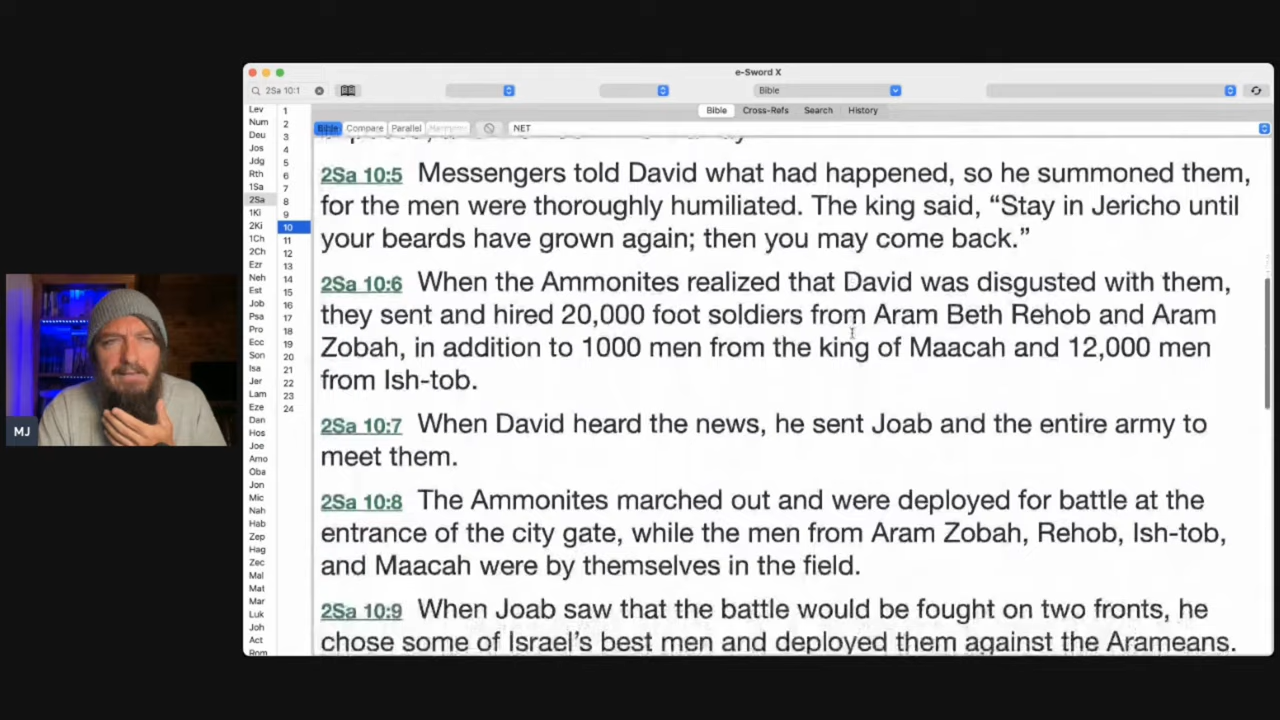 e-Sword X
2Sa 10:1
Bible
Bible Cross-Refs Search History
Bible Compare Parallel Harmony NET
Lev
Num
Deu
Jos
Jdg
Rth
1Sa
2Sa
1Ki
2Ki
1Ch
2Ch
Ezr
Neh
Est
Job
Psa
Pro
Ecc
Son
Isa
Jer
Lam
Eze
Dan
Hos
Joe
Amo
Oba
Jon
Mic
Nah
Hab
Zep
Hag
Zec
Mal
Mat
Mar
Luk
Joh
Act
Rom
1
2
3
4
5
6
7
8
9
10
11
12
13
14
15
16
17
18
19
20
21
22
23
24
2Sa 10:5 Messengers told David what had happened, so he summoned them,
for the men were thoroughly humiliated. The king said, “Stay in Jericho until
your beards have grown again; then you may come back.”
2Sa 10:6 When the Ammonites realized that David was disgusted with them,
they sent and hired 20,000 foot soldiers from Aram Beth Rehob and Aram
Zobah, in addition to 1000 men from the king of Maacah and 12,000 men
from Ish-tob.
2Sa 10:7 When David heard the news, he sent Joab and the entire army to
meet them.
2Sa 10:8 The Ammonites marched out and were deployed for battle at the
entrance of the city gate, while the men from Aram Zobah, Rehob, Ish-tob,
and Maacah were by themselves in the field.
2Sa 10:9 When Joab saw that the battle would be fought on two fronts, he
chose some of Israel’s best men and deployed them against the Arameans.
MJ